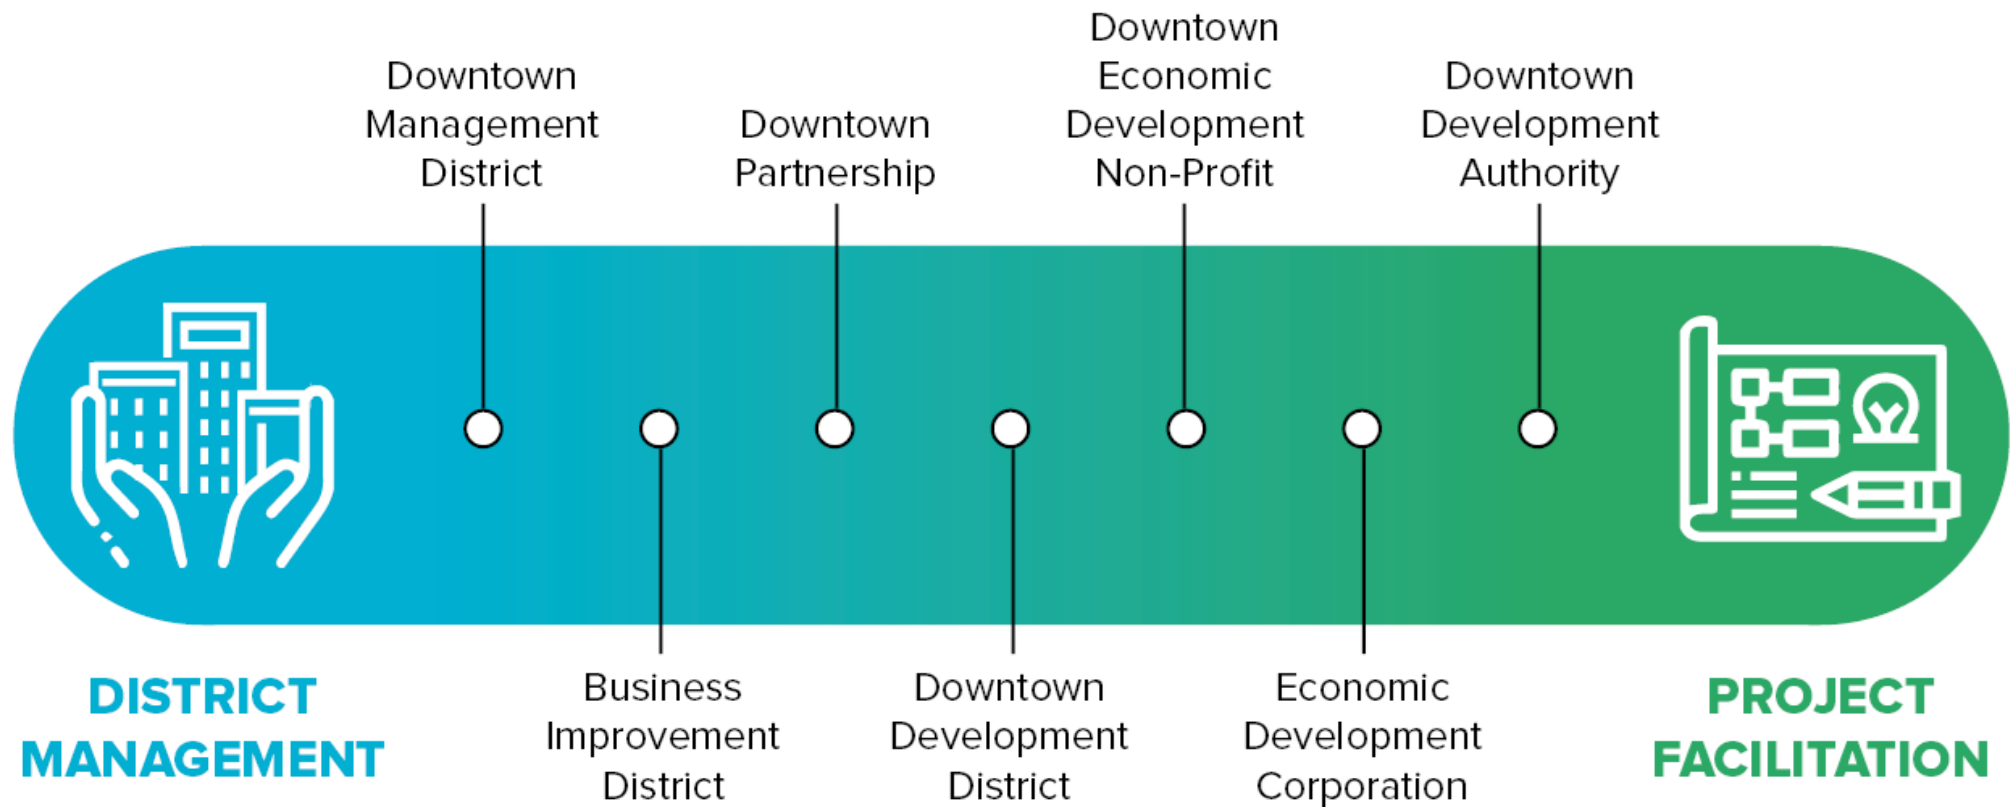 Downtown
Management
District
Downtown
Partnership
Downtown
Economic
Development
Non-Profit
Downtown
Development
Authority
DISTRICT
MANAGEMENT
Business
Improvement
District
Downtown
Development
District
Economic
Development
Corporation
PROJECT
FACILITATION